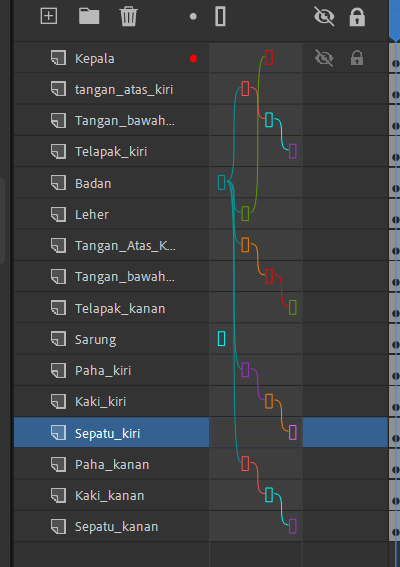 Kepala
tangan_atas_kiri
Tangan_bawah...
Telapak_kiri
Badan
Leher
Tangan_Atas_K...
Tangan_bawah...
Telapak_kanan
Sarung
Paha_kiri
Kaki_kiri
Sepatu_kiri
Paha_kanan
Kaki_kanan
Sepatu_kanan